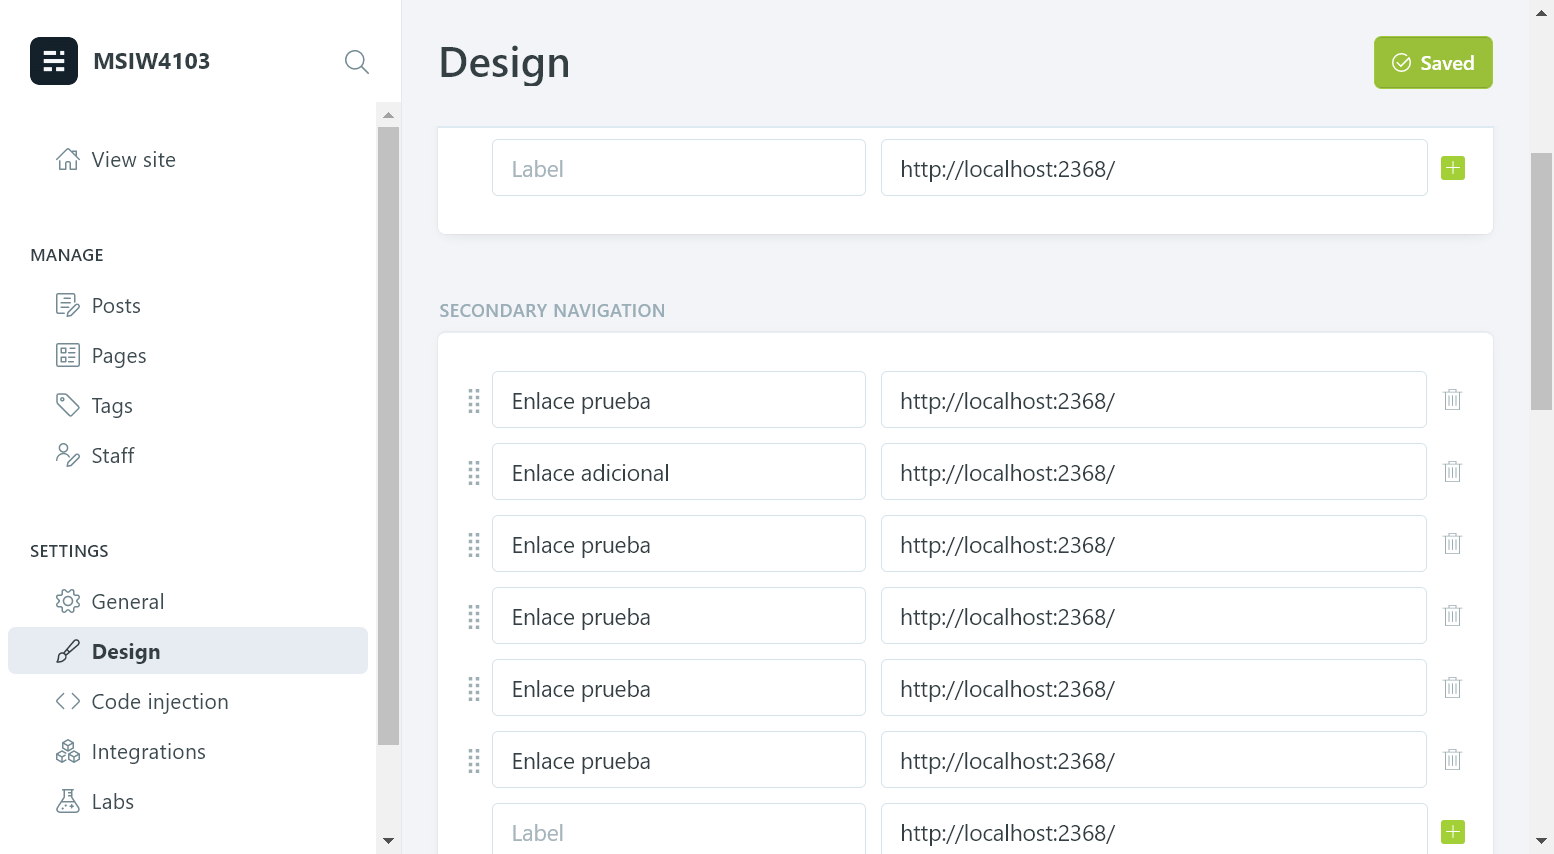 MSIW4103
View site
MANAGE
Posts
Pages
Tags
Staff
SETTINGS
General
Design
Code injection
Integrations
Labs
Design
Saved
Label http://localhost:2368/
SECONDARY NAVIGATION
Enlace prueba http://localhost:2368/
Enlace adicional http://localhost:2368/
Enlace prueba http://localhost:2368/
Enlace prueba http://localhost:2368/
Enlace prueba http://localhost:2368/
Enlace prueba http://localhost:2368/
Label http://localhost:2368/